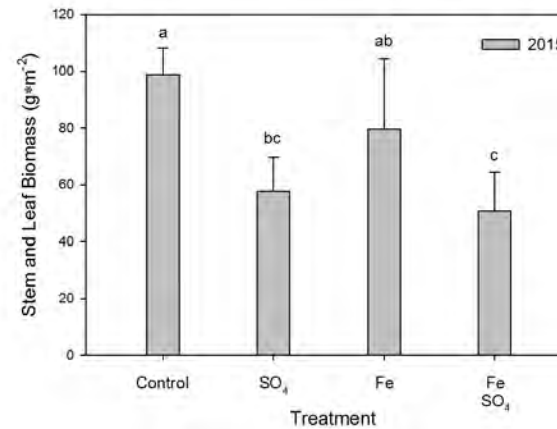 120
100
80
60
40
20
0
Stem and Leaf Biomass (g*m⁻²)
a
bc
ab
c
2015
Control
SO₄
Fe
Fe
SO₄
Treatment